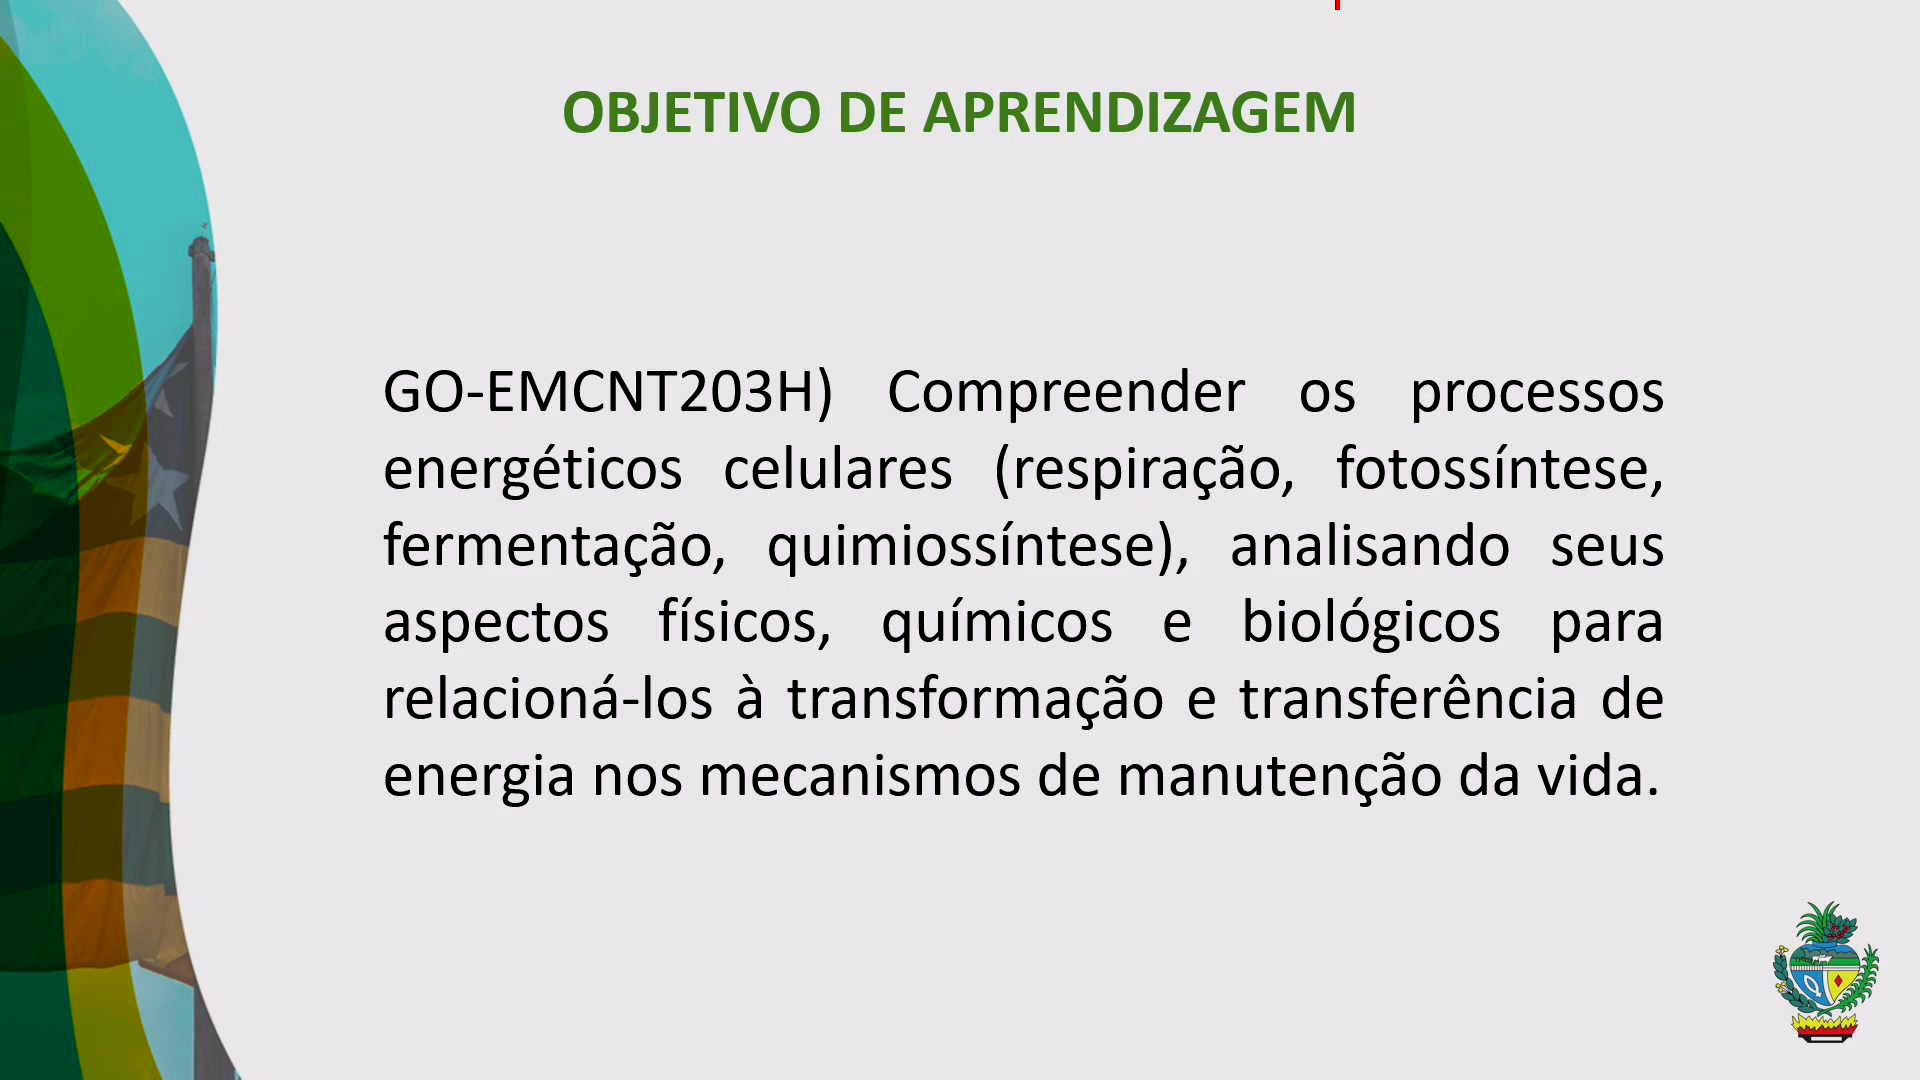 OBJETIVO DE APRENDIZAGEM
GO-EMCNT203H) Compreender os processos
energéticos celulares (respiração, fotossíntese,
fermentação, quimiossíntese), analisando seus
aspectos físicos, químicos e biológicos para
relacioná-los à transformação e transferência de
energia nos mecanismos de manutenção da vida.